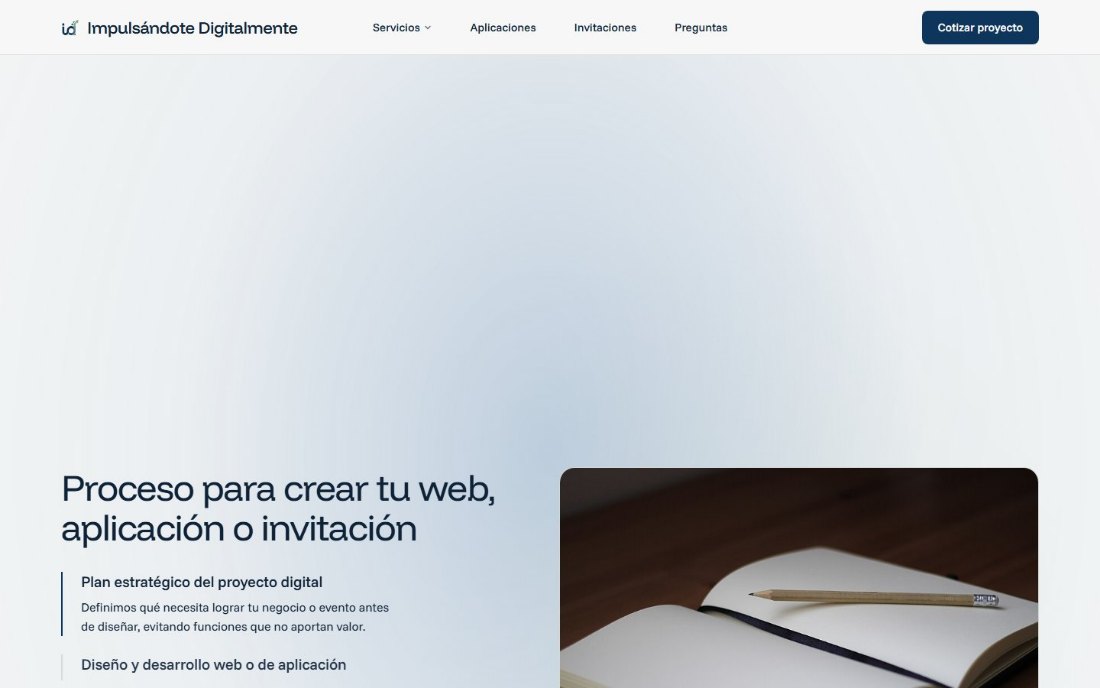 id Impulsándote Digitalmente
Servicios
Aplicaciones
Invitaciones
Preguntas
Cotizar proyecto
Proceso para crear tu web,
aplicación o invitación
Plan estratégico del proyecto digital
Definimos qué necesita lograr tu negocio o evento antes
de diseñar, evitando funciones que no aportan valor.
Diseño y desarrollo web o de aplicación